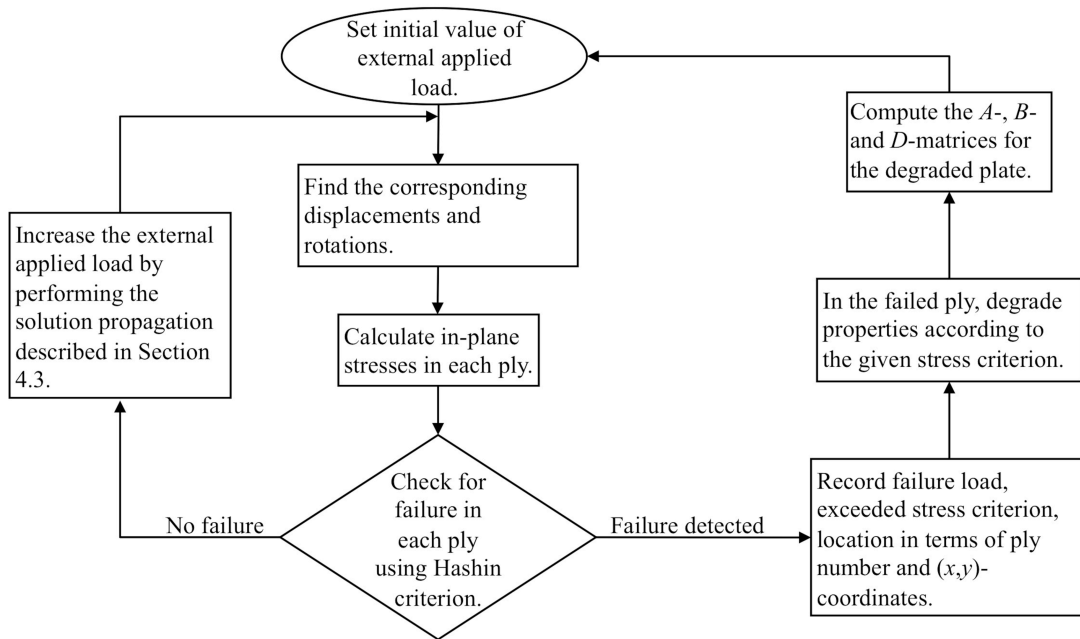 Set initial value of
external applied
load.
Find the corresponding
displacements and
rotations.
Calculate in-plane
stresses in each ply.
Check for
failure in
each ply
using Hashin
criterion.
No failure
Increase the external
applied load by
performing the
solution propagation
described in Section
4.3.
Failure detected
Record failure load,
exceeded stress criterion,
location in terms of ply
number and (x,y)-
coordinates.
In the failed ply, degrade
properties according to
the given stress criterion.
Compute the A-, B-
and D-matrices for
the degraded plate.